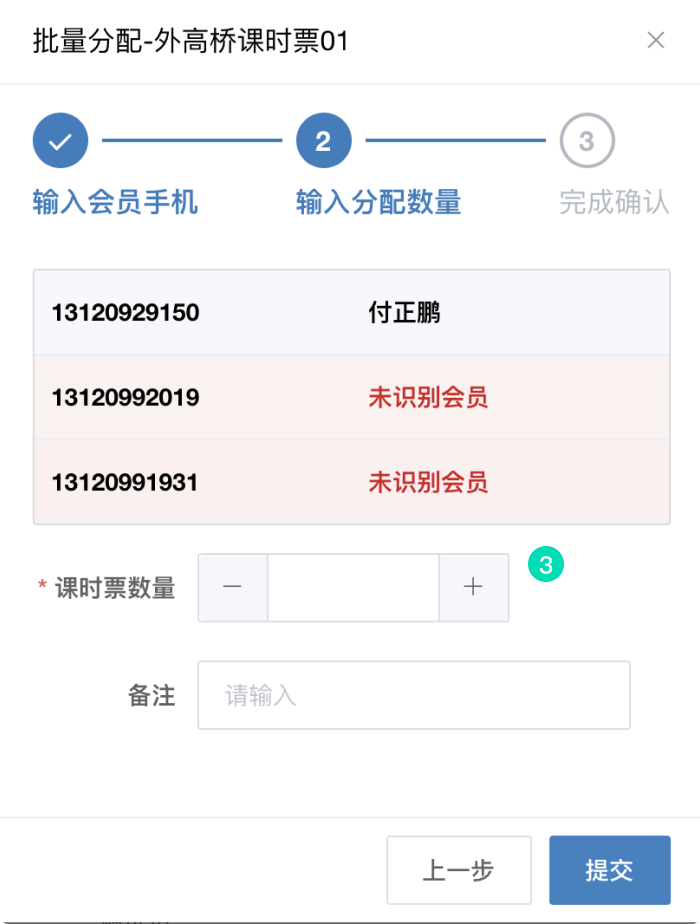 批量分配-外高桥课时票01
2 3
输入会员手机 输入分配数量 完成确认
13120929150 付正鹏
13120992019 未识别会员
13120991931 未识别会员
* 课时票数量 3
备注 请输入
上一步 提交